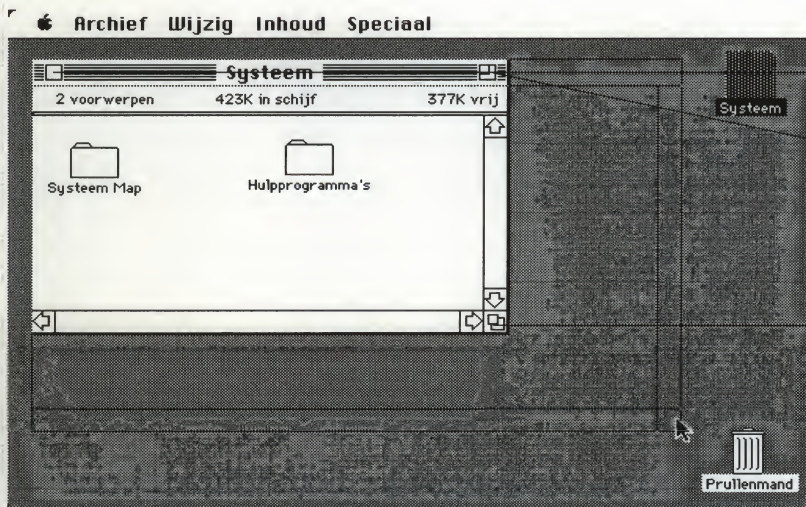 Archief Wijzig Inhoud Speciaal
Systeem
2 voorwerpen 423K in schijf 377K vrij
Systeem Map Hulpprogramma's
Systeem
Prullenmand